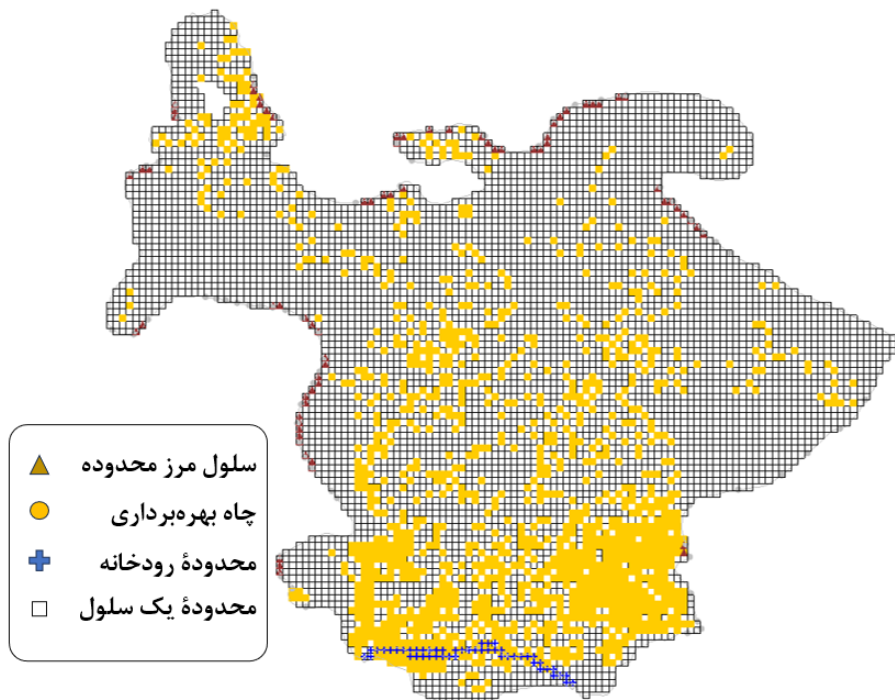 سلول مرز محدوده
چاه بهره‌برداری
محدودهٔ رودخانه
محدودهٔ یک سلول